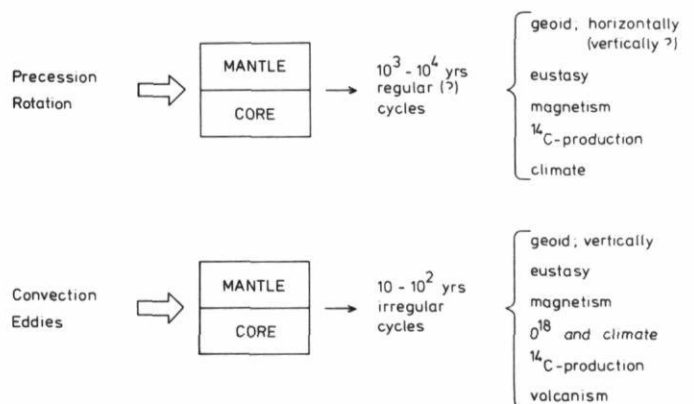 Precession
Rotation
MANTLE
CORE
10³ - 10⁴ yrs
regular (?)
cycles
geoid; horizontally
(vertically ?)
eustasy
magnetism
¹⁴C-production
climate
Convection
Eddies
MANTLE
CORE
10 - 10² yrs
irregular
cycles
geoid; vertically
eustasy
magnetism
O¹⁸ and climate
¹⁴C-production
volcanism